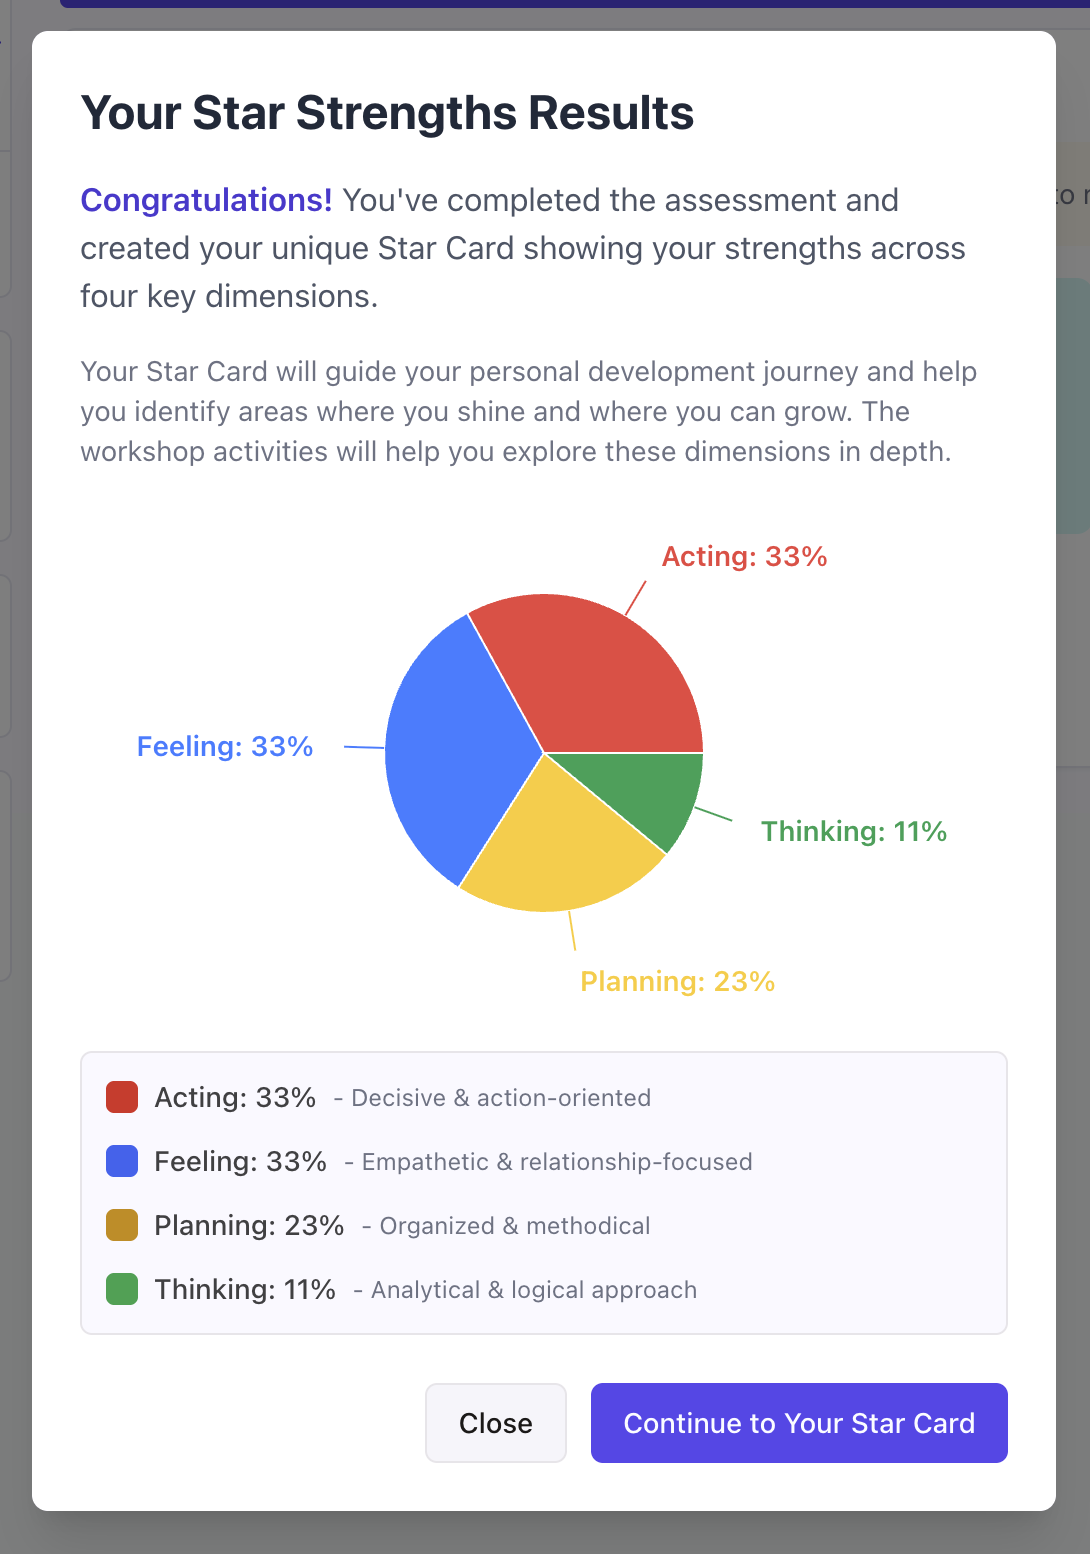 Your Star Strengths Results
Congratulations! You've completed the assessment and
created your unique Star Card showing your strengths across
four key dimensions.
Your Star Card will guide your personal development journey and help
you identify areas where you shine and where you can grow. The
workshop activities will help you explore these dimensions in depth.
Acting: 33%
Feeling: 33%
Thinking: 11%
Planning: 23%
Acting: 33% - Decisive & action-oriented
Feeling: 33% - Empathetic & relationship-focused
Planning: 23% - Organized & methodical
Thinking: 11% - Analytical & logical approach
Close
Continue to Your Star Card